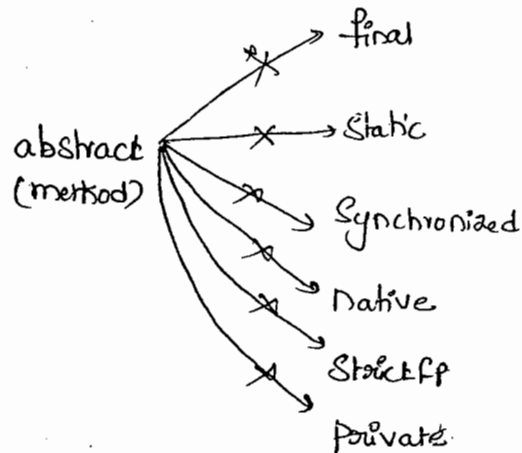 final
abstract
(method)
Static
Synchronized
native
Strictfp
private